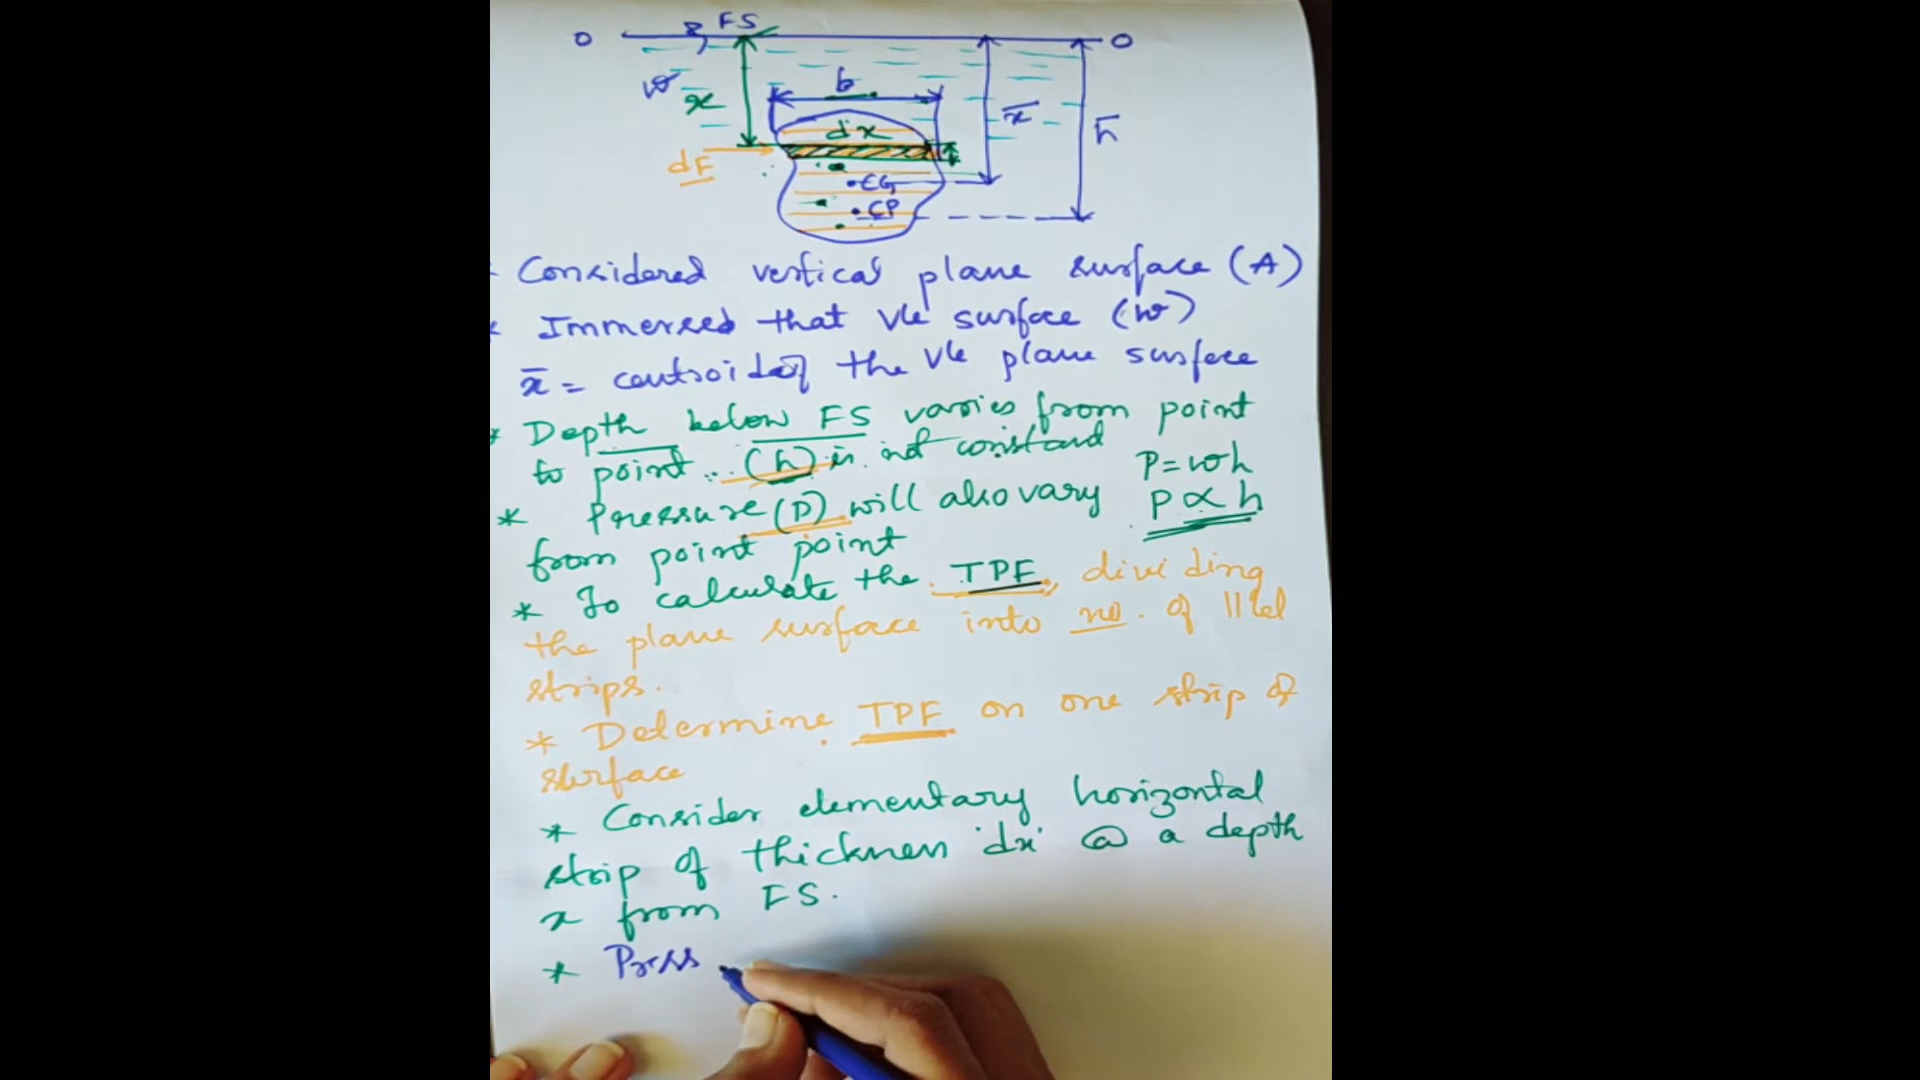 FS
O O
w x b x̄ h̄
dx
dF
CG
CP
Considered vertical plane surface (A)
Immersed that Vle surface (w)
x̄ = centroid of the Vle plane surface
* Depth below FS varies from point
to point .. (h) is not constant
P = wh
* Pressure (P) will also vary P ∝ h
from point point
* To calculate the TPF, dividing
the plane surface into no. of ||lel
strips.
* Determine TPF on one strip of
surface
* Consider elementary horizontal
strip of thickness 'dx' @ a depth
x from FS.
* Press